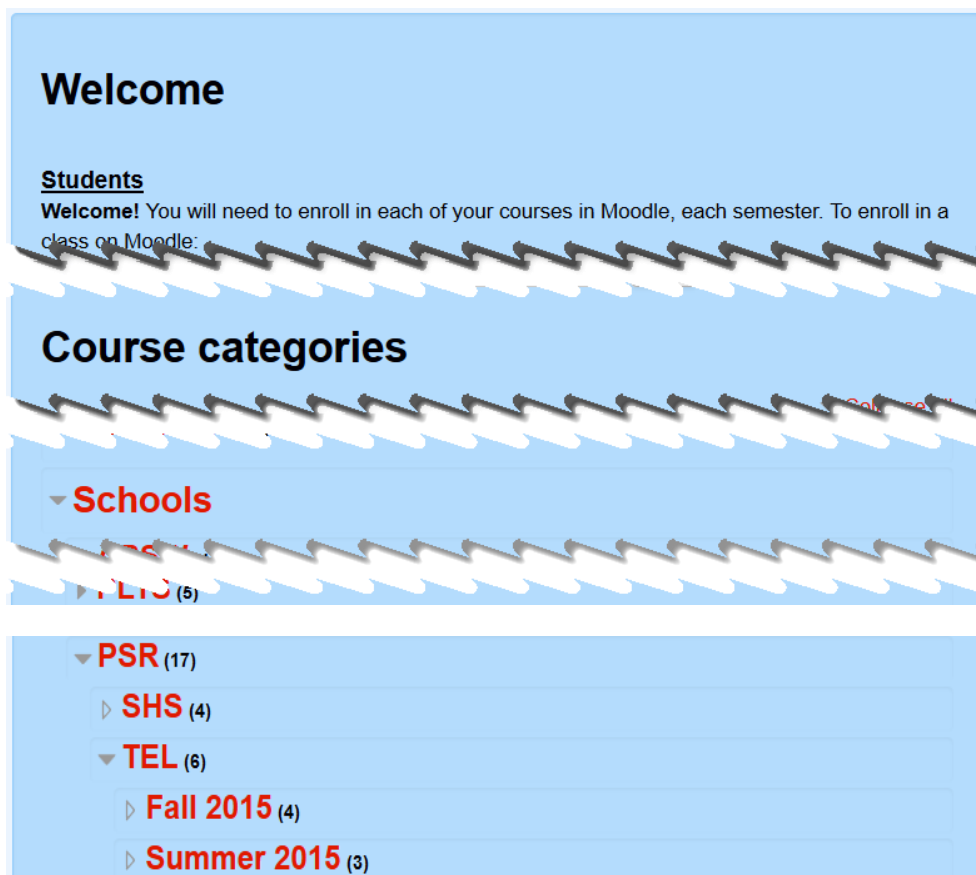 Welcome
Students
Welcome! You will need to enroll in each of your courses in Moodle, each semester. To enroll in a
class on Moodle:
Course categories
Schools
(5)
PSR (17)
SHS (4)
TEL (6)
Fall 2015 (4)
Summer 2015 (3)